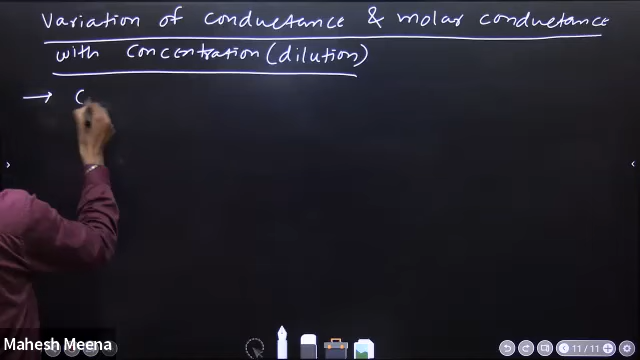 Variation of conductance & molar conductance
with concentration (dilution)
→ C
Mahesh Meena
11/11